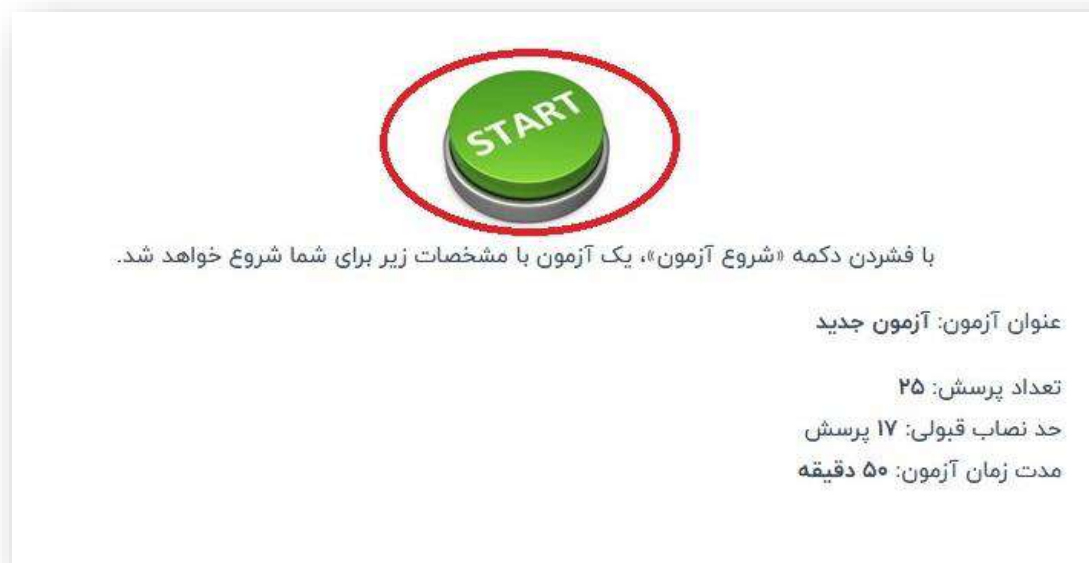 START
با فشردن دکمه «شروع آزمون»، یک آزمون با مشخصات زیر برای شما شروع خواهد شد.
عنوان آزمون: آزمون جدید
تعداد پرسش: ۲۵
حد نصاب قبولی: ۱۷ پرسش
مدت زمان آزمون: ۵۰ دقیقه